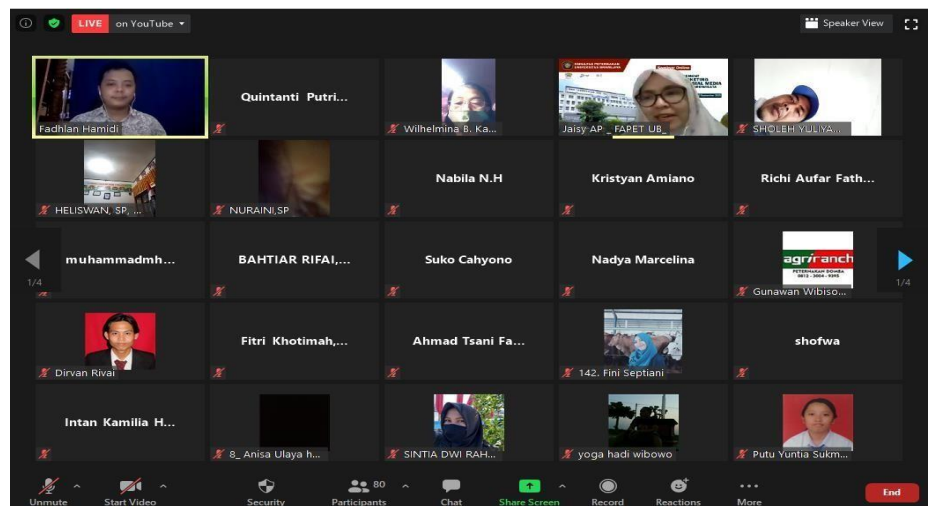 LIVE on YouTube
Speaker View
Fadhlan Hamidi
Quintanti Putri...
Wilhelmina B. Ka...
Jaisy AP _ FAPET UB_
SHOLEH YULIYA...
HELISWAN, SP, ...
NURAINI,SP
Nabila N.H
Kristyan Amiano
Richi Aufar Fath...
1/4
muhammadmh...
BAHTIAR RIFAI,...
Suko Cahyono
Nadya Marcelina
agriranch
PETERNAKAN DOMBA
Gunawan Wibiso...
1/4
Dirvan Rivai
Fitri Khotimah,...
Ahmad Tsani Fa...
142. Fini Septiani
shofwa
Intan Kamilia H...
8_ Anisa Ulaya h...
SINTIA DWI RAH...
yoga hadi wibowo
Putu Yuntia Sukm...
Unmute
Start Video
Security
Participants 80
Chat
Share Screen
Record
Reactions
More
End